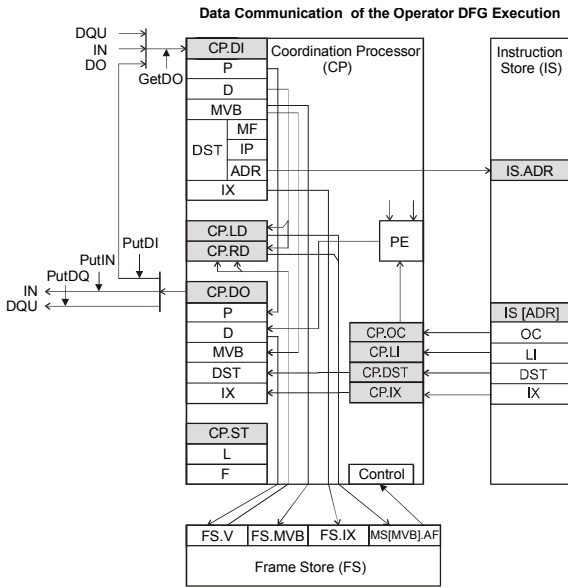 Data Communication of the Operator DFG Execution
DQU
IN
DO
GetDO
CP.DI
P
D
MVB
DST
MF
IP
ADR
IX
Coordination Processor
(CP)
Instruction
Store (IS)
IS.ADR
CP.LD
CP.RD
PE
PutDI
PutIN
PutDQ
IN
DQU
CP.DO
P
D
MVB
DST
IX
CP.OC
CP.LI
CP.DST
CP.IX
IS [ADR]
OC
LI
DST
IX
CP.ST
L
F
Control
FS.V
FS.MVB
FS.IX
MS[MVB].AF
Frame Store (FS)